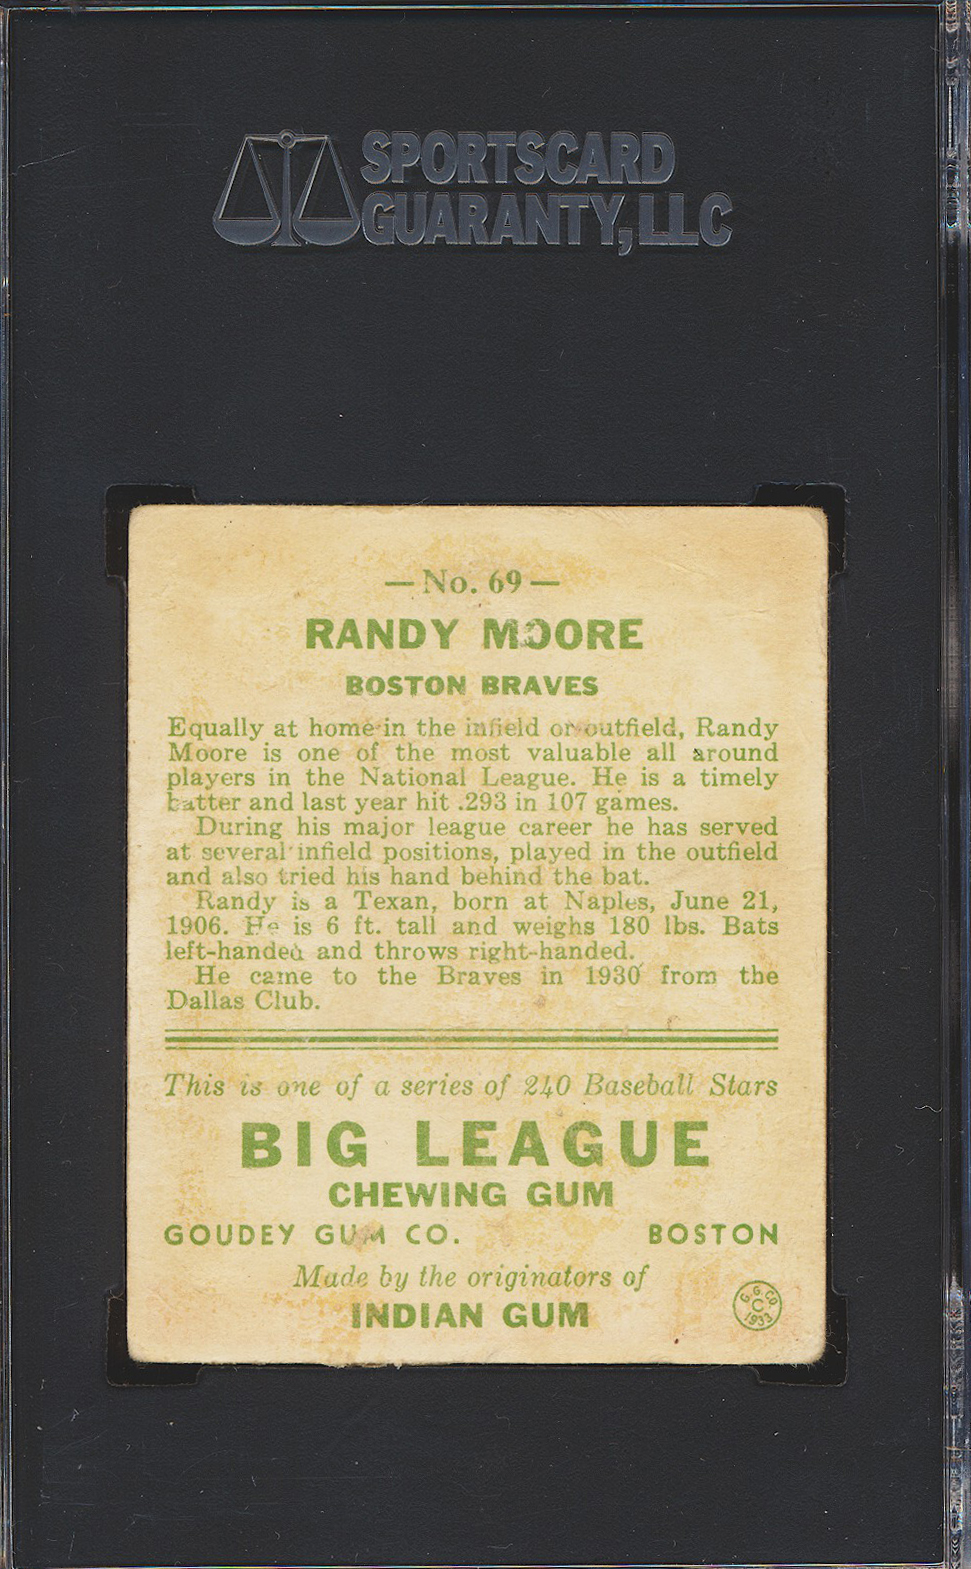 SPORTSCARD
GUARANTY, LLC
— No. 69 —
RANDY MOORE
BOSTON BRAVES
Equally at home in the infield or outfield, Randy
Moore is one of the most valuable all around
players in the National League. He is a timely
batter and last year hit .293 in 107 games.
During his major league career he has served
at several infield positions, played in the outfield
and also tried his hand behind the bat.
Randy is a Texan, born at Naples, June 21,
1906. He is 6 ft. tall and weighs 180 lbs. Bats
left-handed and throws right-handed.
He came to the Braves in 1930 from the
Dallas Club.
This is one of a series of 240 Baseball Stars
BIG LEAGUE
CHEWING GUM
GOUDEY GUM CO. BOSTON
Made by the originators of
INDIAN GUM
G. G. CO
C
1933